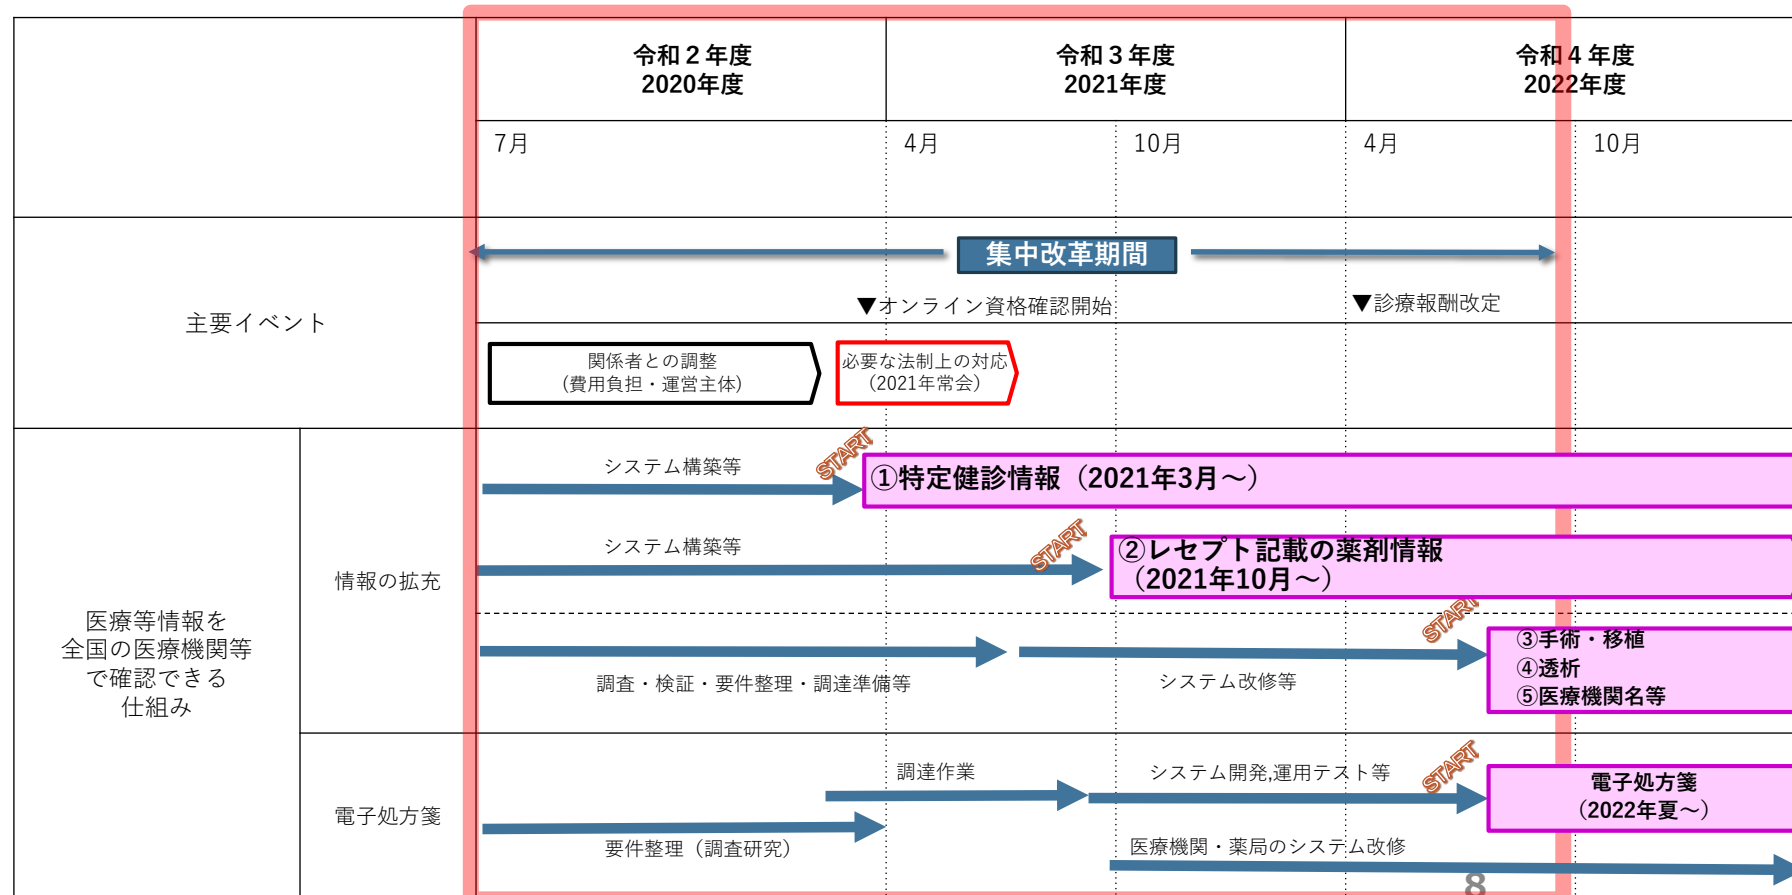 令和２年度
2020年度
令和３年度
2021年度
令和４年度
2022年度
7月
4月
10月
4月
10月
主要イベント
集中改革期間
▼オンライン資格確認開始
▼診療報酬改定
関係者との調整
(費用負担・運営主体)
必要な法制上の対応
(2021年常会)
医療等情報を
全国の医療機関等
で確認できる
仕組み
情報の拡充
システム構築等
START
①特定健診情報（2021年3月～）
システム構築等
START
②レセプト記載の薬剤情報
（2021年10月～）
調査・検証・要件整理・調達準備等
システム改修等
START
③手術・移植
④透析
⑤医療機関名等
電子処方箋
調達作業
システム開発,運用テスト等
START
電子処方箋
（2022年夏～）
要件整理（調査研究）
医療機関・薬局のシステム改修
8